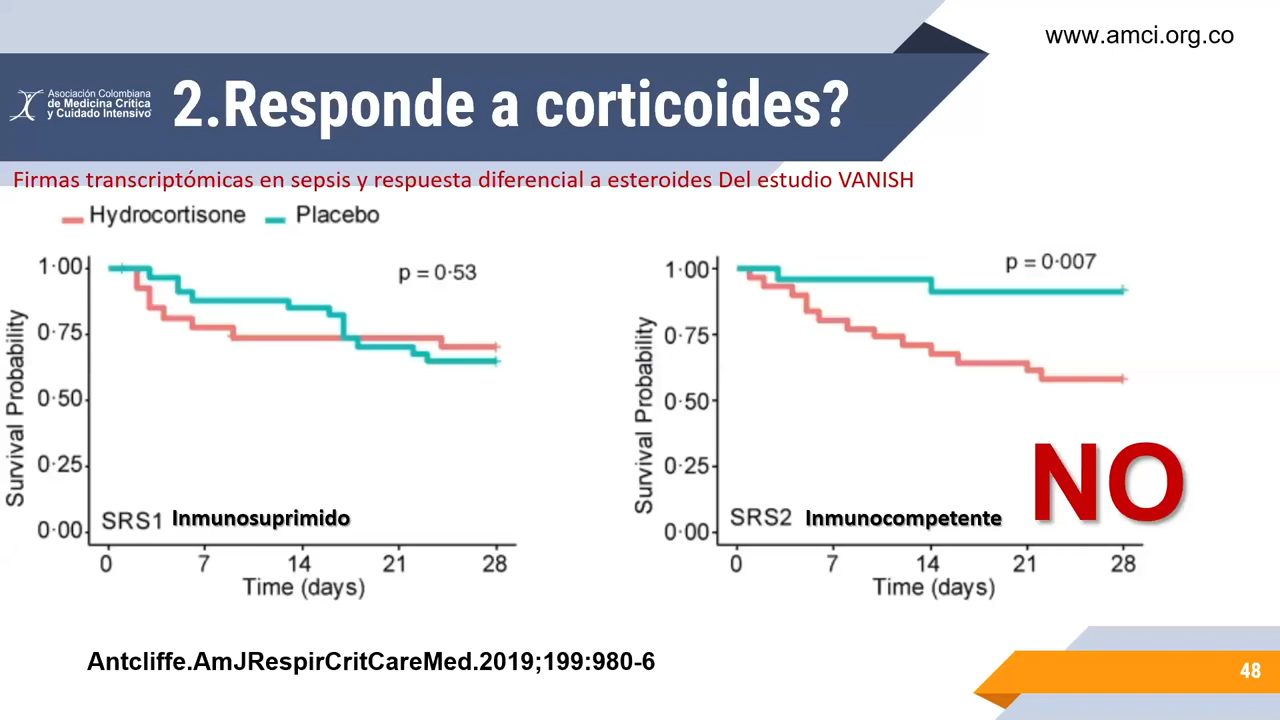 www.amci.org.co
Asociación Colombiana
de Medicina Crítica
y Cuidado Intensivo
2.Responde a corticoides?
Firmas transcriptómicas en sepsis y respuesta diferencial a esteroides Del estudio VANISH
Hydrocortisone Placebo
Survival Probability
1·00
0·75
0·50
0·25
0·00
p = 0·53
SRS1 Inmunosuprimido
0 7 14 21 28
Time (days)
Survival Probability
1·00
0·75
0·50
0·25
0·00
p = 0·007
NO
SRS2 Inmunocompetente
0 7 14 21 28
Time (days)
Antcliffe.AmJRespirCritCareMed.2019;199:980-6
48